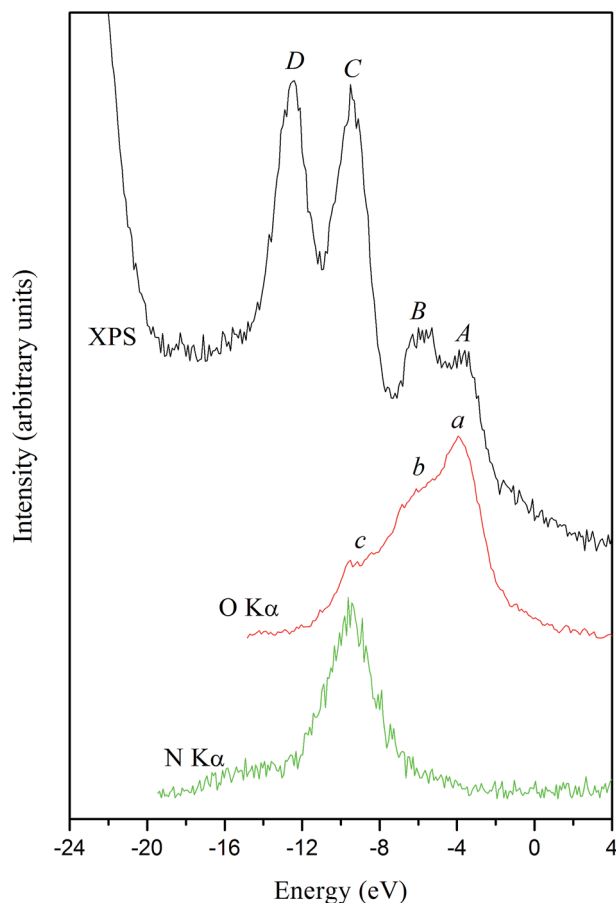 D
C
B
A
XPS
a
b
c
O Kα
N Kα
Intensity (arbitrary units)
-24
-20
-16
-12
-8
-4
0
4
Energy (eV)